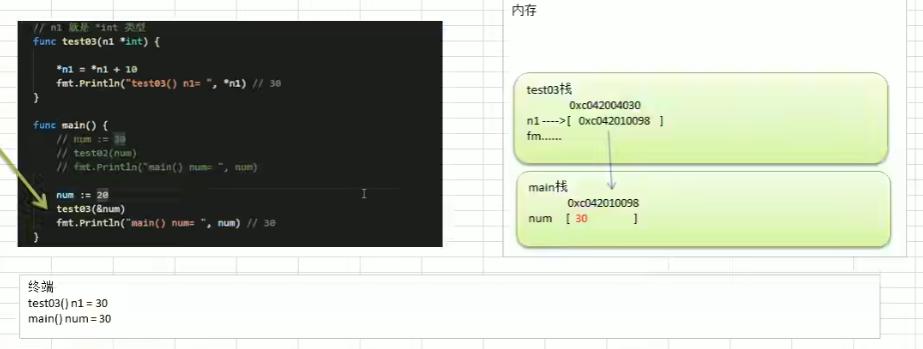 // n1 就是 *int 类型
func test03(n1 *int) {
*n1 = *n1 + 10
fmt.Println("test03() n1= ", *n1) // 30
}
func main() {
// num := 30
// test02(num)
// fmt.Println("main() num= ", num)
num := 20
test03(&num)
fmt.Println("main() num= ", num) // 30
}
内存
test03栈
0xc042004030
n1 ---->[ 0xc042010098 ]
fm......
main栈
0xc042010098
num [ 30 ]
终端
test03() n1 = 30
main() num = 30